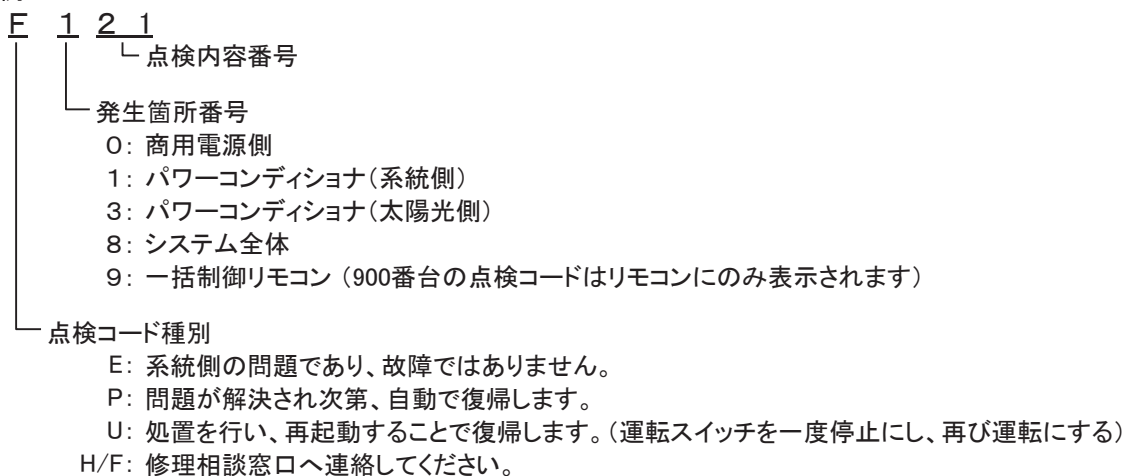 F 1 2 1
点検内容番号
発生箇所番号
0: 商用電源側
1: パワーコンディショナ(系統側)
3: パワーコンディショナ(太陽光側)
8: システム全体
9: 一括制御リモコン (900番台の点検コードはリモコンにのみ表示されます)
点検コード種別
E: 系統側の問題であり、故障ではありません。
P: 問題が解決され次第、自動で復帰します。
U: 処置を行い、再起動することで復帰します。(運転スイッチを一度停止にし、再び運転にする)
H/F: 修理相談窓口へ連絡してください。